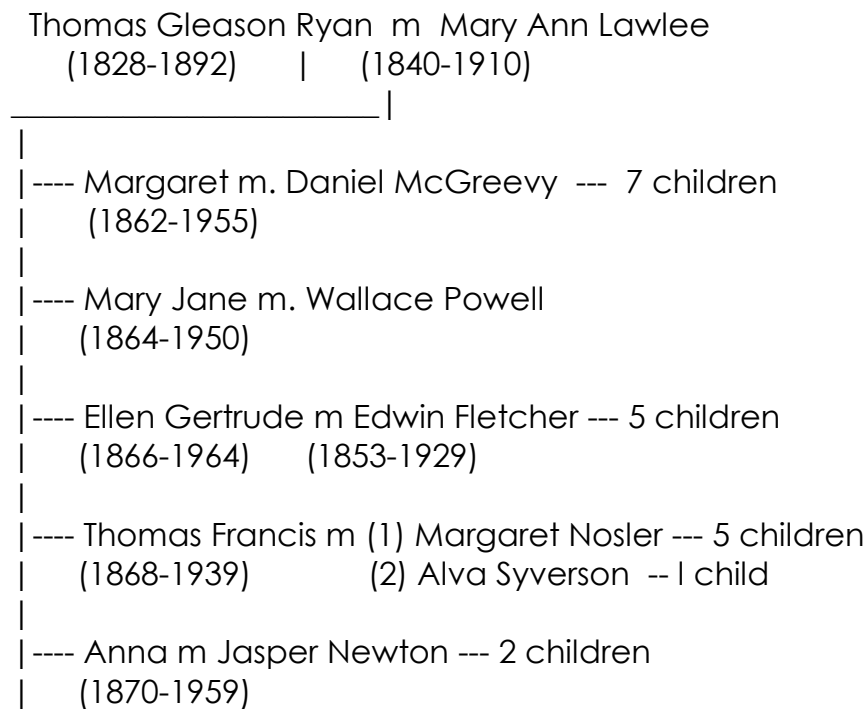 Thomas Gleason Ryan  m  Mary Ann Lawlee
(1828-1892)      |     (1840-1910)
______________________|
|
|---- Margaret m. Daniel McGreevy  ---  7 children
|      (1862-1955)
|
|---- Mary Jane m. Wallace Powell
|     (1864-1950)
|
|---- Ellen Gertrude m Edwin Fletcher --- 5 children
|     (1866-1964)     (1853-1929)
|
|---- Thomas Francis m (1) Margaret Nosler --- 5 children
|     (1868-1939)            (2) Alva Syverson  -- l child
|
|---- Anna m Jasper Newton --- 2 children
|     (1870-1959)